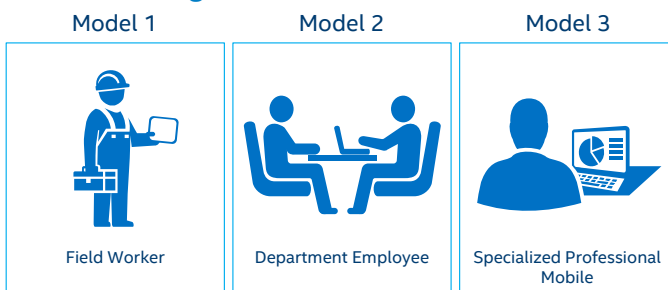 Model 1
Model 2
Model 3
Field Worker
Department Employee
Specialized Professional
Mobile